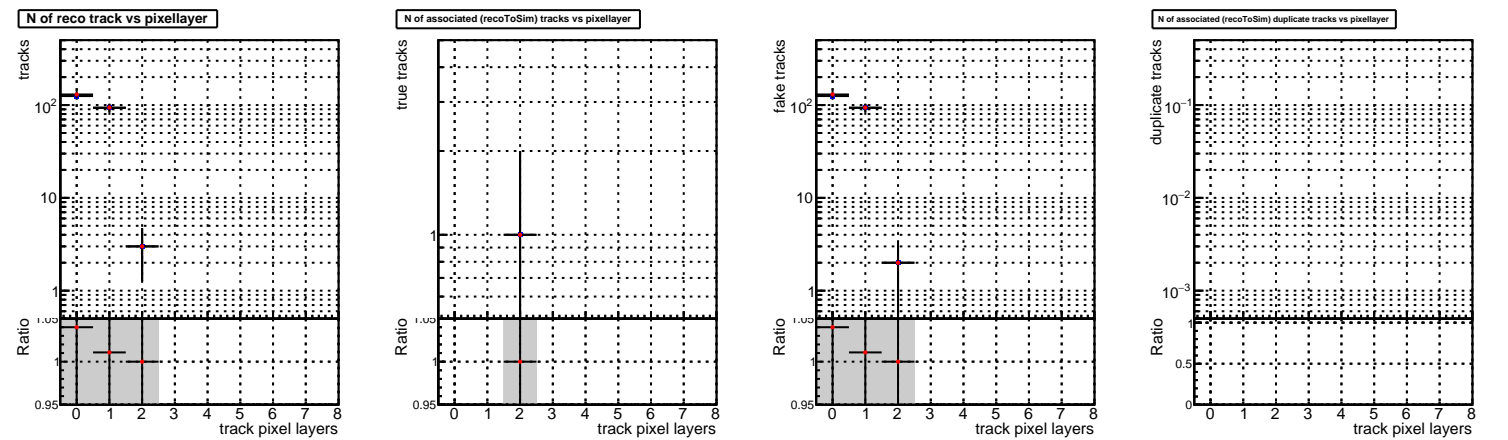 N of reco track vs pixellayer
tracks
10²
10
1
Ratio
1.05
1
0.95
0 1 2 3 4 5 6 7 8
track pixel layers
N of associated (recoToSim) tracks vs pixellayer
true tracks
1
Ratio
1.05
1
0.95
0 1 2 3 4 5 6 7 8
track pixel layers
fake tracks
10²
10
1
Ratio
1.05
1
0.95
0 1 2 3 4 5 6 7 8
track pixel layers
N of associated (recoToSim) duplicate tracks vs pixellayer
duplicate tracks
10⁻¹
10⁻²
10⁻³
Ratio
1
0.5
0
0 1 2 3 4 5 6 7 8
track pixel layers